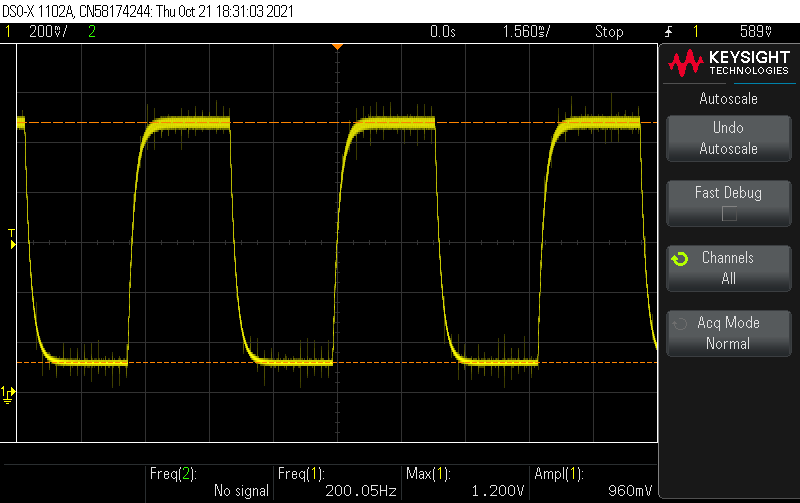 DSO-X 1102A, CN58174244: Thu Oct 21 18:31:03 2021
1 200mV/ 2 0.0s 1.560ms/ Stop 1 589mV
KEYSIGHT
TECHNOLOGIES
Autoscale
Undo
Autoscale
Fast Debug
T
Channels
All
Acq Mode
Normal
1
Freq(2): Freq(1): Max(1): Ampl(1):
No signal 200.05Hz 1.200V 960mV